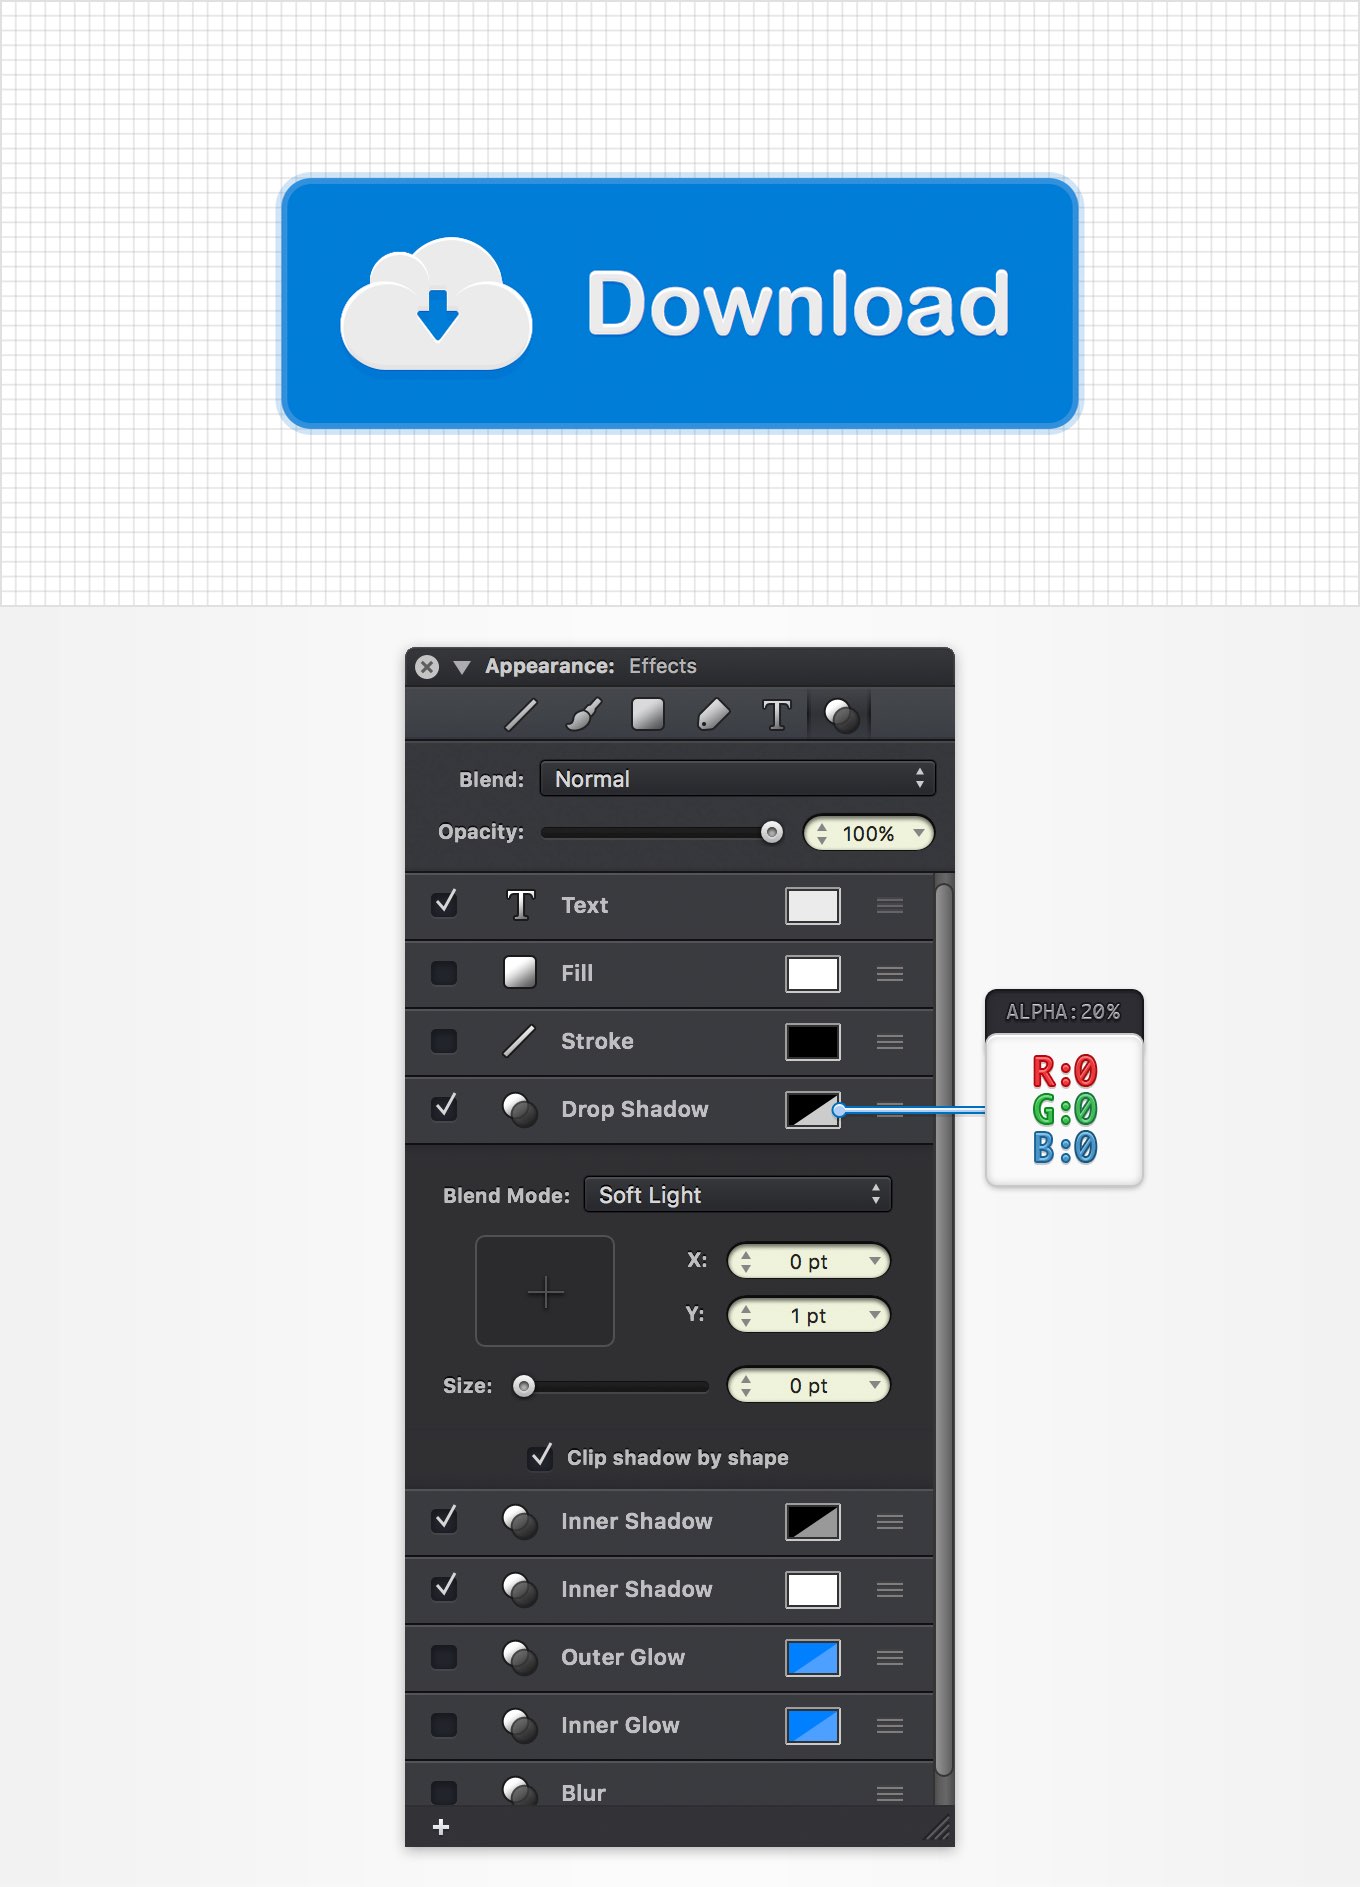 Download
Appearance: Effects
T
Blend: Normal
Opacity: 100%
T Text
Fill
Stroke
Drop Shadow
ALPHA:20%
R:0
G:0
B:0
Blend Mode: Soft Light
X: 0 pt
Y: 1 pt
Size: 0 pt
Clip shadow by shape
Inner Shadow
Inner Shadow
Outer Glow
Inner Glow
Blur